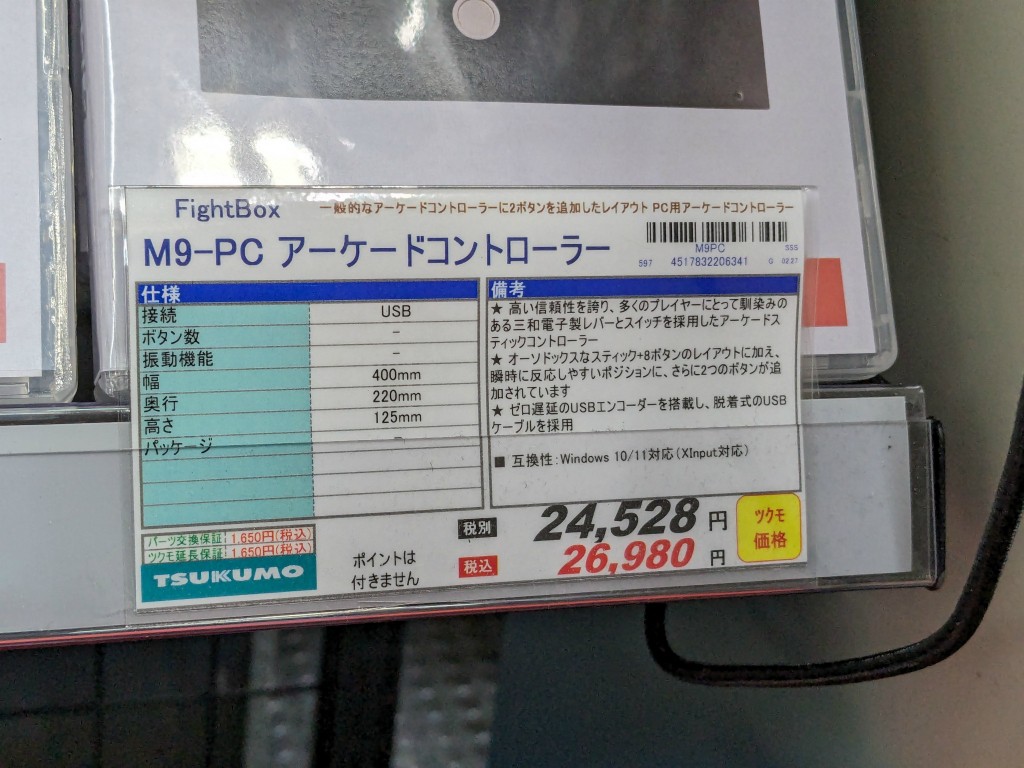 FightBox
一般的なアーケードコントローラーに2ボタンを追加したレイアウト PC用アーケードコントローラー
M9-PC アーケードコントローラー
M9PC
555
597 4517832206341 0 0227
仕様
接続 USB
ボタン数 −
振動機能 −
幅 400mm
奥行 220mm
高さ 125mm
パッケージ −
備考
★ 高い信頼性を誇り、多くのプレイヤーにとって馴染みの
ある三和電子製レバーとスイッチを採用したアーケードス
ティックコントローラー
★ オーソドックスなスティック+8ボタンのレイアウトに加え、
瞬時に反応しやすいポジションに、さらに2つのボタンが追
加されています
★ ゼロ遅延のUSBエンコーダーを搭載し、脱着式のUSB
ケーブルを採用
■ 互換性:Windows 10/11対応(XInput対応)
パーツ交換保証 1,650円(税込)
ツクモ延長保証 1,650円(税込)
TSUKUMO
ポイントは
付きません
税別 24,528 円
税込 26,980 円
ツクモ
価格